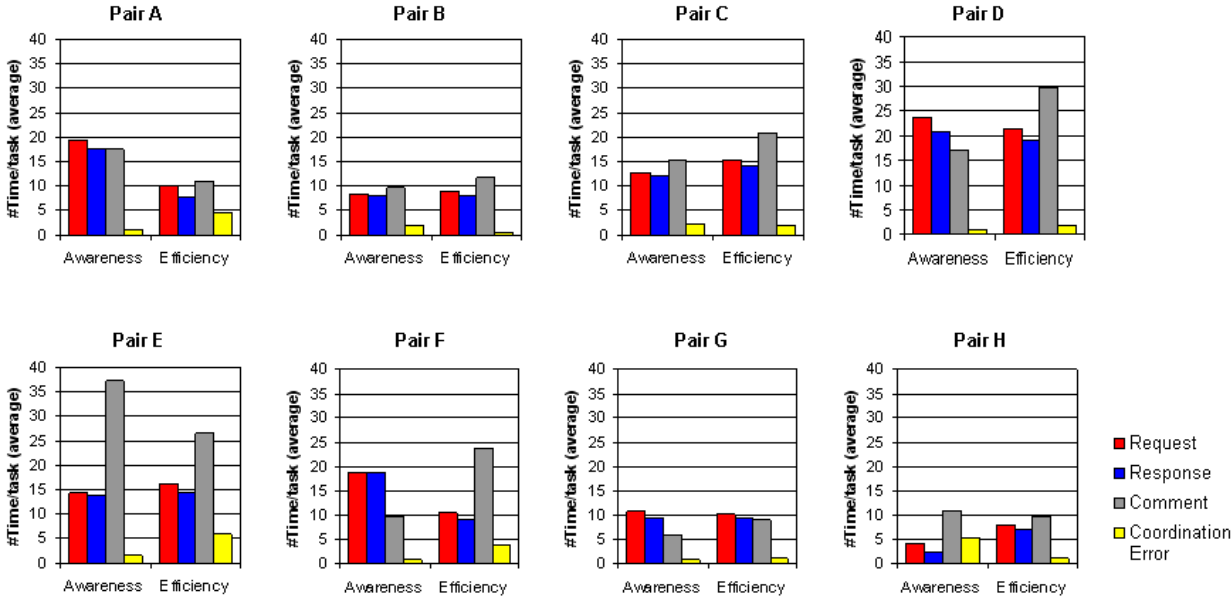 Pair A
#Time/task (average)
40
35
30
25
20
15
10
5
0
Awareness Efficiency
Pair B
#Time/task (average)
40
35
30
25
20
15
10
5
0
Awareness Efficiency
Pair C
#Time/task (average)
40
35
30
25
20
15
10
5
0
Awareness Efficiency
Pair D
#Time/task (average)
40
35
30
25
20
15
10
5
0
Awareness Efficiency
Pair E
#Time/task (average)
40
35
30
25
20
15
10
5
0
Awareness Efficiency
Pair F
#Time/task (average)
40
35
30
25
20
15
10
5
0
Awareness Efficiency
Pair G
#Time/task (average)
40
35
30
25
20
15
10
5
0
Awareness Efficiency
Pair H
#Time/task (average)
40
35
30
25
20
15
10
5
0
Awareness Efficiency
Request
Response
Comment
Coordination
Error